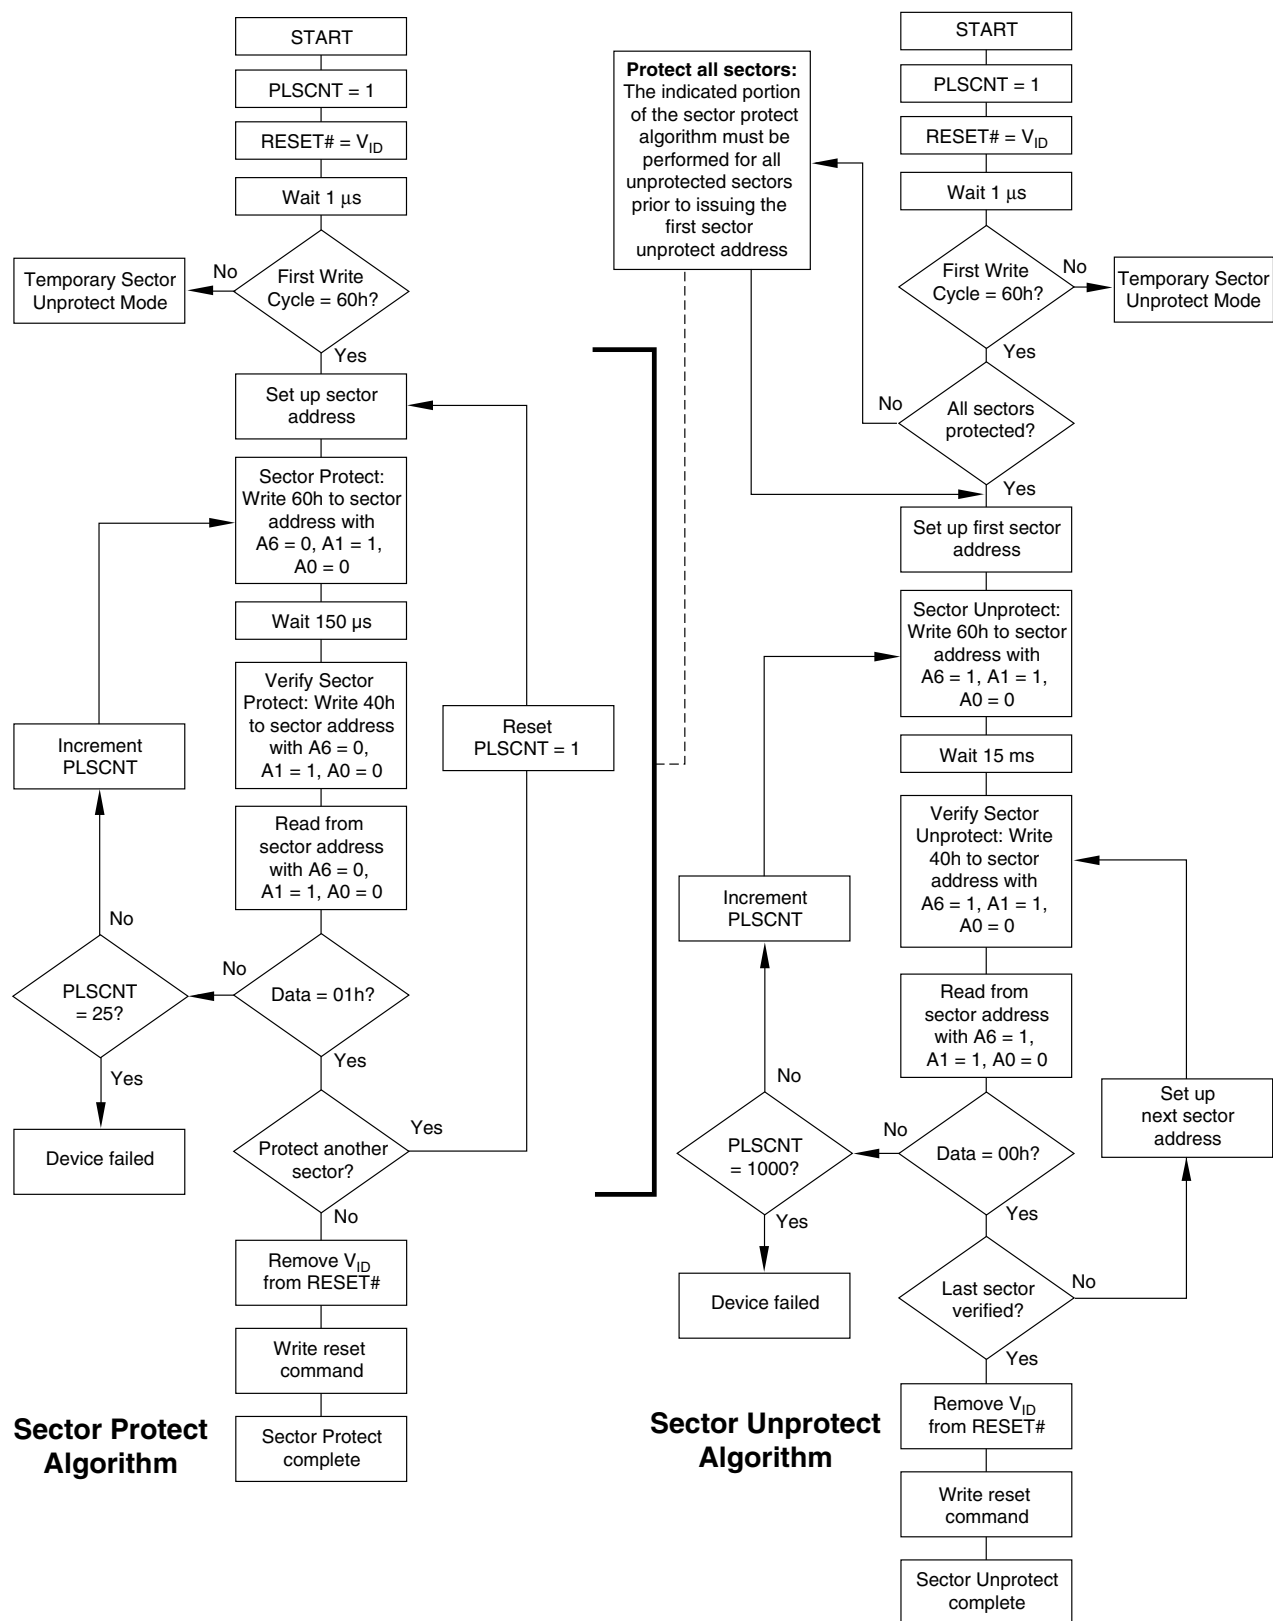 START
PLSCNT = 1
RESET# = VID
Wait 1 μs
First Write
Cycle = 60h?
No
Temporary Sector
Unprotect Mode
Yes
Set up sector
address
Sector Protect:
Write 60h to sector
address with
A6 = 0, A1 = 1,
A0 = 0
Wait 150 µs
Verify Sector
Protect: Write 40h
to sector address
with A6 = 0,
A1 = 1, A0 = 0
Read from
sector address
with A6 = 0,
A1 = 1, A0 = 0
Data = 01h?
No
PLSCNT
= 25?
No
Increment
PLSCNT
Yes
Device failed
Yes
Protect another
sector?
Yes
Reset
PLSCNT = 1
No
Remove VID
from RESET#
Write reset
command
Sector Protect
complete
Sector Protect
Algorithm
Protect all sectors:
The indicated portion
of the sector protect
algorithm must be
performed for all
unprotected sectors
prior to issuing the
first sector
unprotect address
START
PLSCNT = 1
RESET# = VID
Wait 1 μs
First Write
Cycle = 60h?
No
Temporary Sector
Unprotect Mode
Yes
All sectors
protected?
No
Yes
Set up first sector
address
Sector Unprotect:
Write 60h to sector
address with
A6 = 1, A1 = 1,
A0 = 0
Wait 15 ms
Verify Sector
Unprotect: Write
40h to sector
address with
A6 = 1, A1 = 1,
A0 = 0
Read from
sector address
with A6 = 1,
A1 = 1, A0 = 0
Data = 00h?
No
PLSCNT
= 1000?
No
Increment
PLSCNT
Yes
Device failed
Yes
Last sector
verified?
No
Set up
next sector
address
Yes
Remove VID
from RESET#
Write reset
command
Sector Unprotect
complete
Sector Unprotect
Algorithm